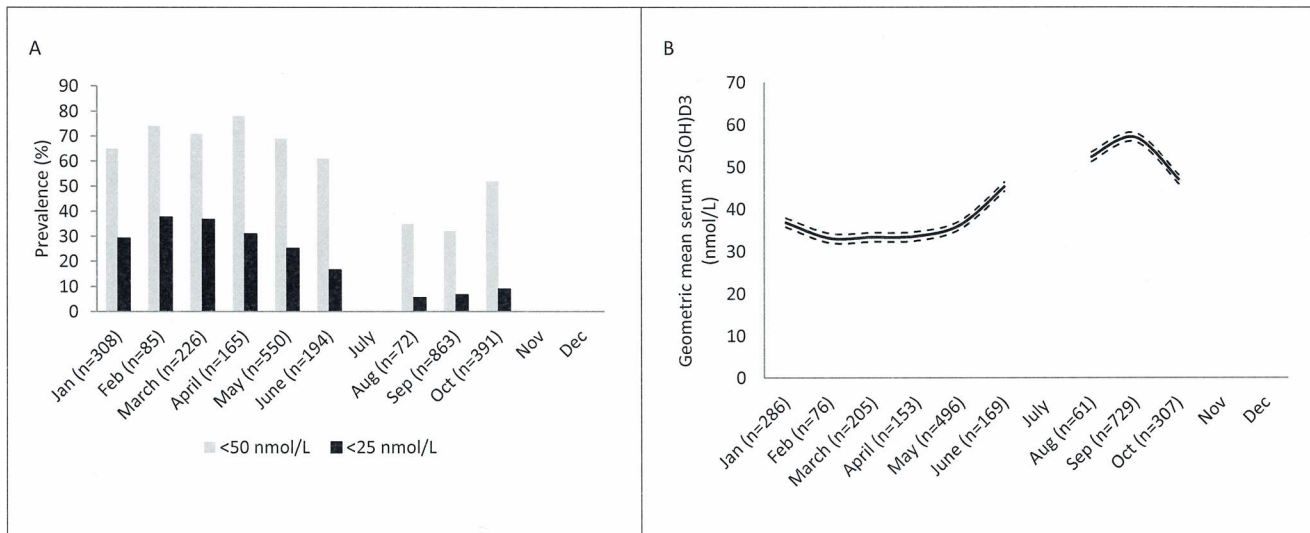 A
Prevalence (%)
90
80
70
60
50
40
30
20
10
0
Jan (n=308)
Feb (n=85)
March (n=226)
April (n=165)
May (n=550)
June (n=194)
July
Aug (n=72)
Sep (n=863)
Oct (n=391)
Nov
Dec
<50 nmol/L
<25 nmol/L
B
Geometric mean serum 25(OH)D3
(nmol/L)
70
60
50
40
30
20
10
0
Jan (n=286)
Feb (n=76)
March (n=205)
April (n=153)
May (n=496)
June (n=169)
July
Aug (n=61)
Sep (n=729)
Oct (n=307)
Nov
Dec